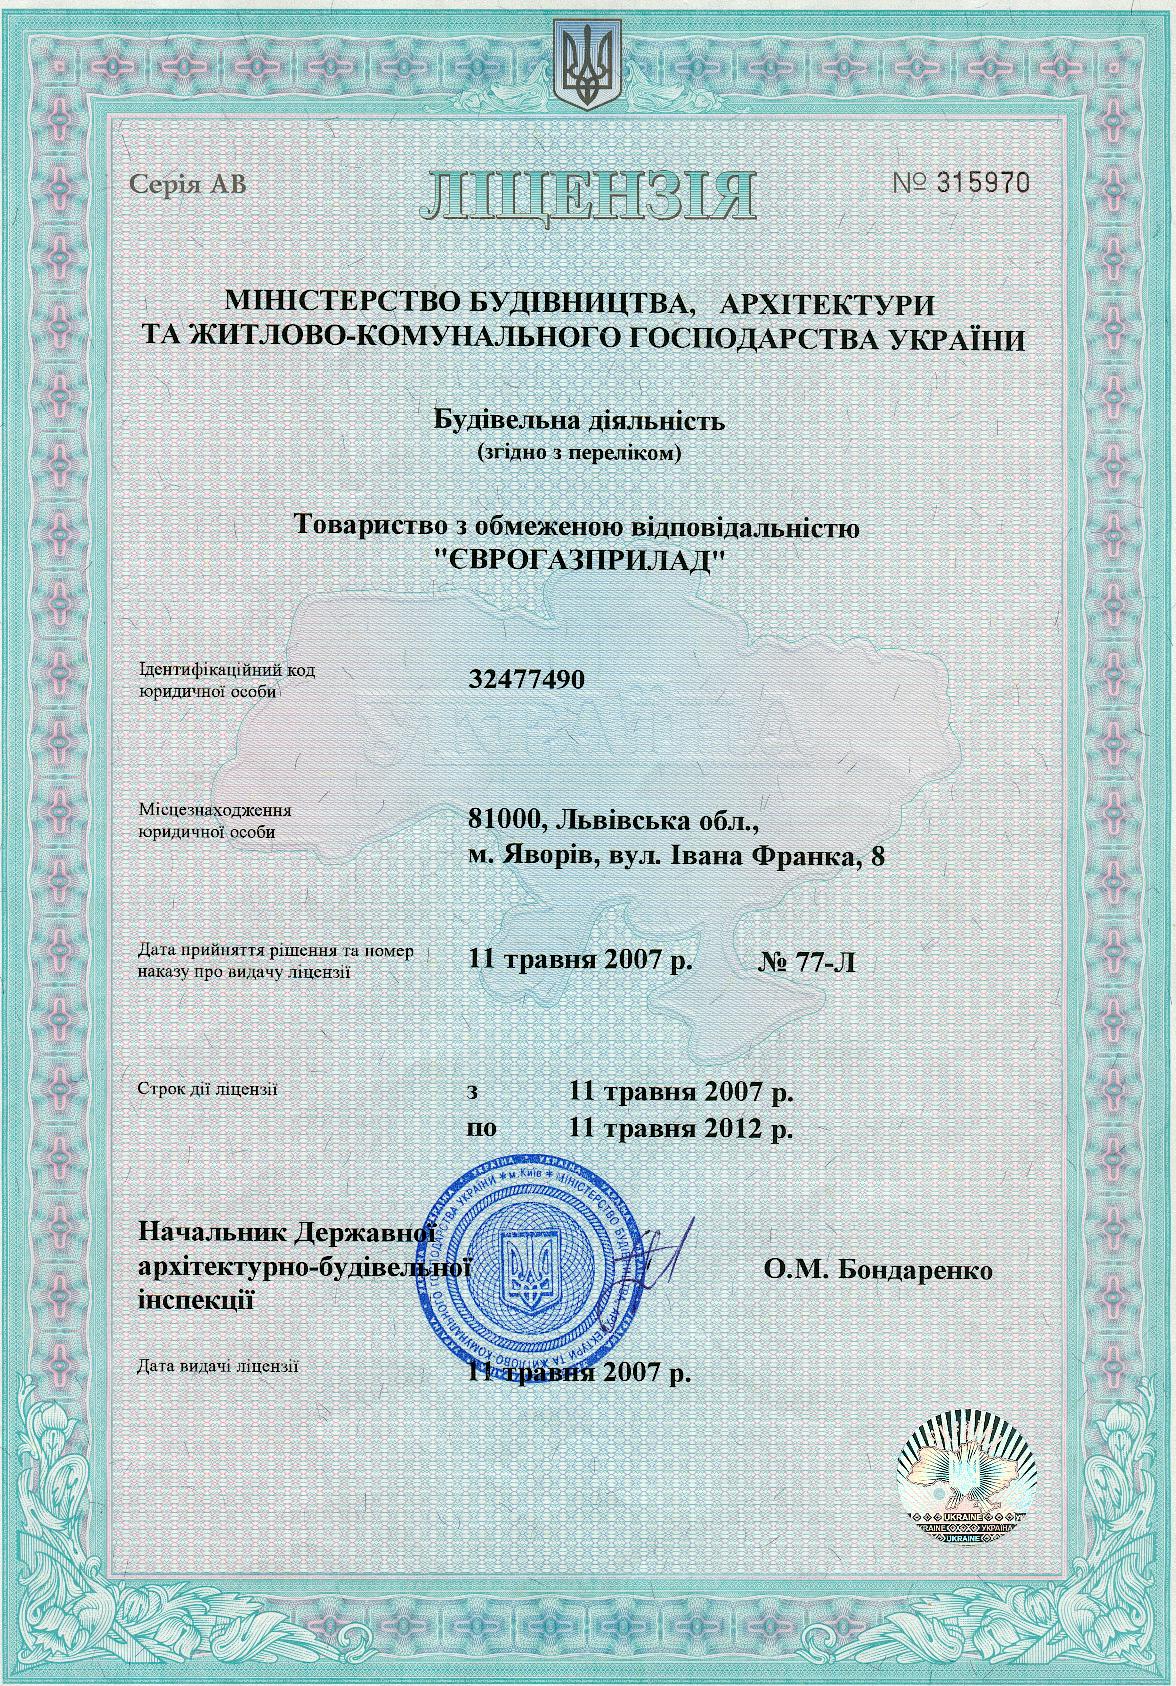 Серія АВ
ЛІЦЕНЗІЯ
№ 315970
МІНІСТЕРСТВО БУДІВНИЦТВА, АРХІТЕКТУРИ
ТА ЖИТЛОВО-КОМУНАЛЬНОГО ГОСПОДАРСТВА УКРАЇНИ
Будівельна діяльність
(згідно з переліком)
Товариство з обмеженою відповідальністю
"ЄВРОГАЗПРИЛАД"
Ідентифікаційний код
юридичної особи
32477490
Місцезнаходження
юридичної особи
81000, Львівська обл.,
м. Яворів, вул. Івана Франка, 8
Дата прийняття рішення та номер
наказу про видачу ліцензії
11 травня 2007 р. № 77-Л
Строк дії ліцензії
з 11 травня 2007 р.
по 11 травня 2012 р.
Начальник Державної
архітектурно-будівельної
інспекції
О.М. Бондаренко
Дата видачі ліцензії
11 травня 2007 р.
м.Київ * МІНІСТЕРСТВО БУДІВНИЦТВА, АРХІТЕКТУРИ ТА ЖИТЛОВО-КОМУНАЛЬНОГО ГОСПОДАРСТВА УКРАЇНИ *
UKRAINE
UKRAINE УКРАЇНА
UKRAINE